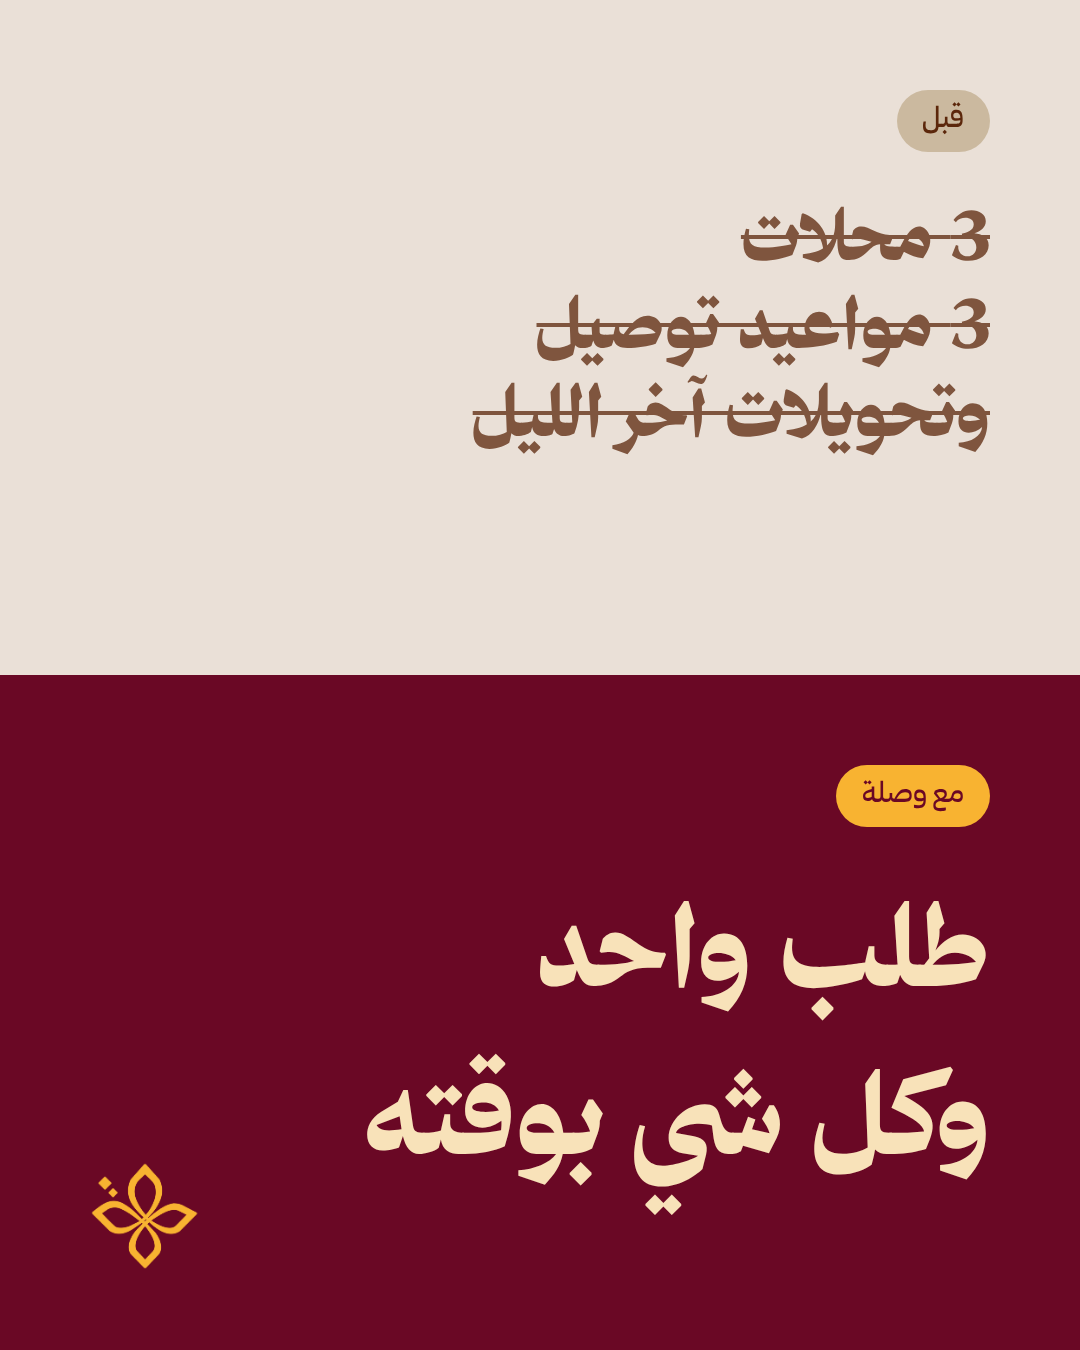 قبل
3 محلات
3 مواعيد توصيل
وتحويلات آخر الليل
مع وصلة
طلب واحد
وكل شي بوقته